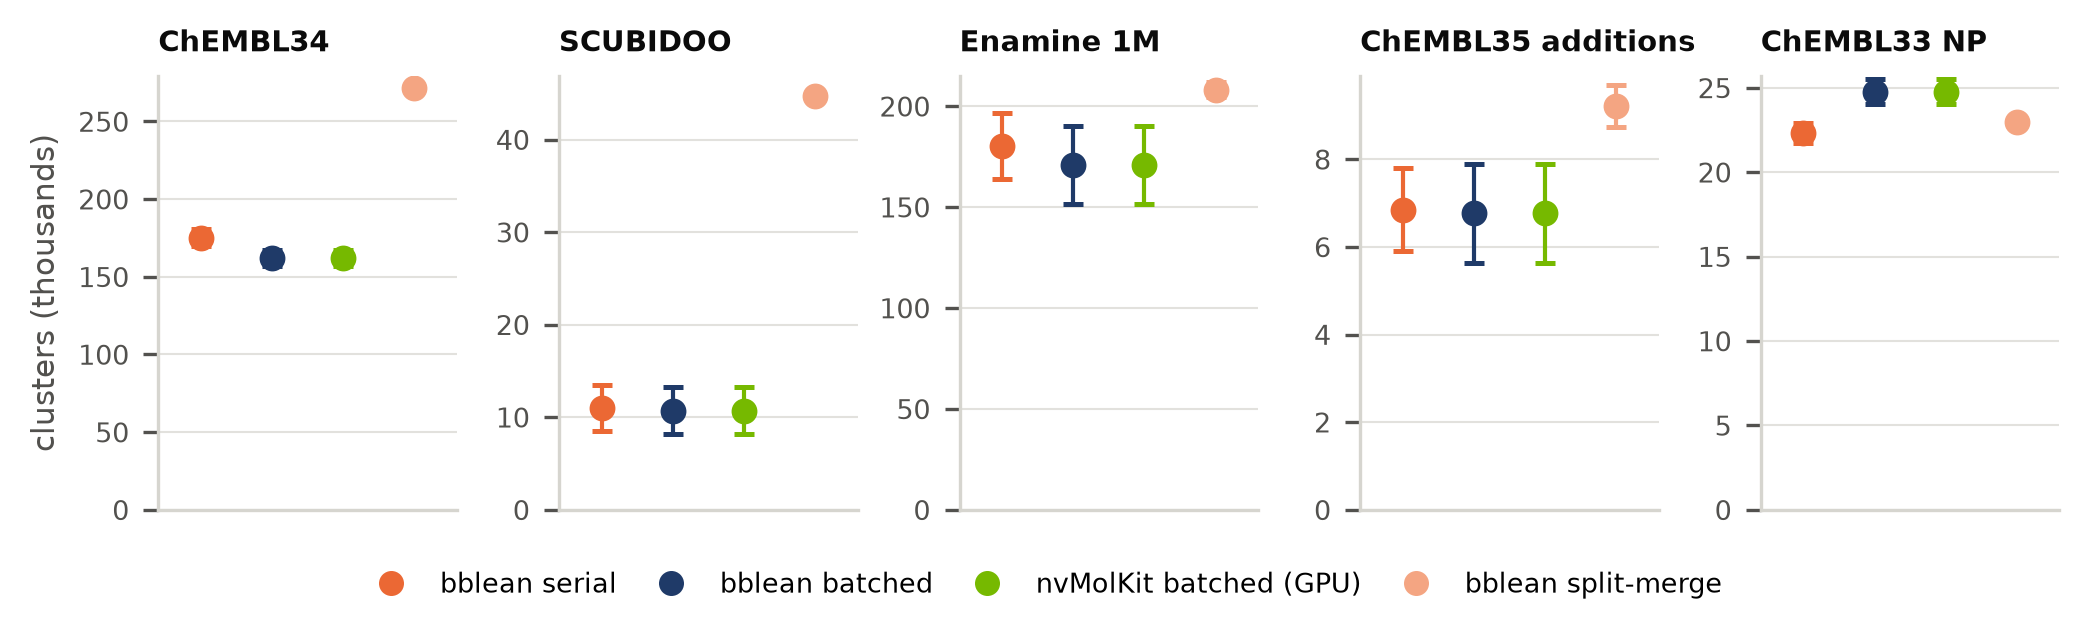 ChEMBL34
SCUBIDOO
Enamine 1M
ChEMBL35 additions
ChEMBL33 NP
clusters (thousands)
250
200
150
100
50
0
40
30
20
10
0
200
150
100
50
0
8
6
4
2
0
25
20
15
10
5
0
bblean serial
bblean batched
nvMolKit batched (GPU)
bblean split-merge